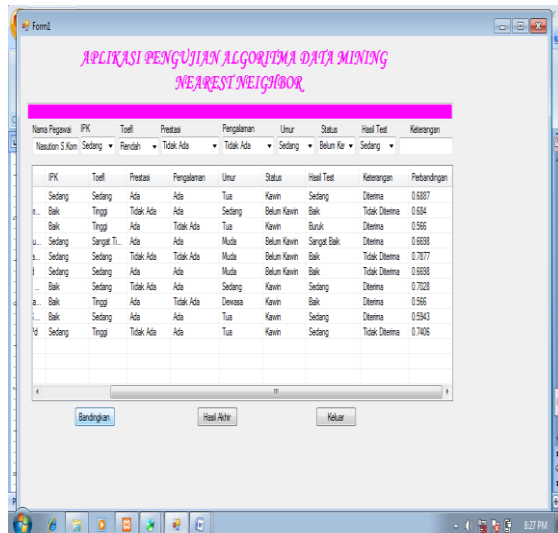 Form1
APLIKASI PENGUJIAN ALGORITMA DATA MINING
NEAREST NEIGHBOR
Nama Pegawai IPK Toefl Prestasi Pengalaman Umur Status Hasil Test Keterangan
Nasution S.Kom Sedang Rendah Tidak Ada Tidak Ada Sedang Belum Kav Sedang
IPK Toefl Prestasi Pengalaman Umur Status Hasil Test Keterangan Perbandingan
Sedang Sedang Ada Ada Tua Kawin Sedang Diterima 0.6887
Baik Tinggi Tidak Ada Ada Sedang Belum Kawin Baik Tidak Diterima 0.684
Baik Tinggi Ada Tidak Ada Tua Kawin Buruk Diterima 0.566
Sedang Sangat Ti... Ada Ada Muda Belum Kawin Sangat Baik Diterima 0.6698
Sedang Sedang Tidak Ada Tidak Ada Muda Belum Kawin Baik Tidak Diterima 0.7877
Sedang Sedang Ada Ada Muda Belum Kawin Baik Tidak Diterima 0.6698
... Baik Sedang Tidak Ada Ada Sedang Kawin Sedang Diterima 0.7028
a... Baik Tinggi Ada Tidak Ada Dewasa Kawin Baik Diterima 0.566
Baik Sedang Ada Ada Tua Kawin Sedang Diterima 0.5943
Sedang Tinggi Tidak Ada Ada Tua Kawin Sedang Tidak Diterima 0.7406
Bandingkan Hasil Akhir Keluar
8:27 PM